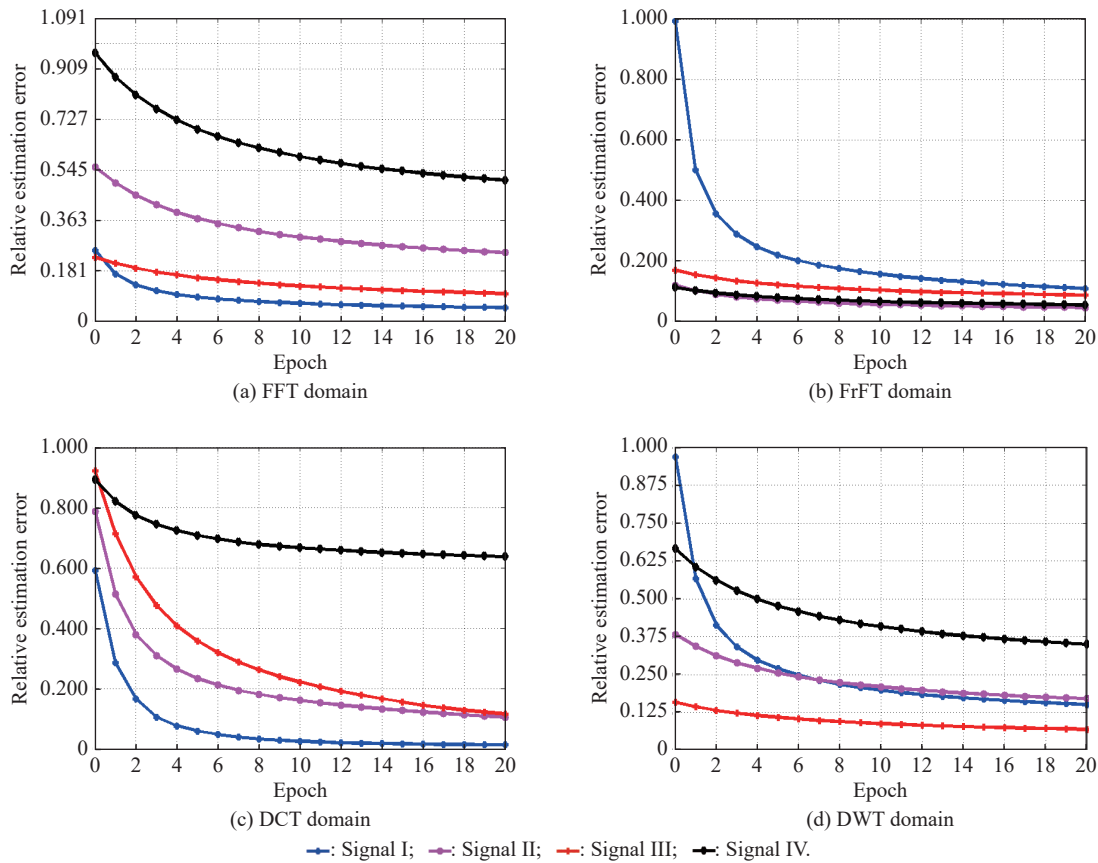 1.091
0.909
0.727
0.545
0.363
0.181
0
Relative estimation error
0 2 4 6 8 10 12 14 16 18 20
Epoch
(a) FFT domain
1.000
0.800
0.600
0.400
0.200
0
Relative estimation error
0 2 4 6 8 10 12 14 16 18 20
Epoch
(b) FrFT domain
1.000
0.800
0.600
0.400
0.200
0
Relative estimation error
0 2 4 6 8 10 12 14 16 18 20
Epoch
(c) DCT domain
1.000
0.875
0.750
0.625
0.500
0.375
0.250
0.125
0
Relative estimation error
0 2 4 6 8 10 12 14 16 18 20
Epoch
(d) DWT domain
: Signal I; : Signal II; : Signal III; : Signal IV.